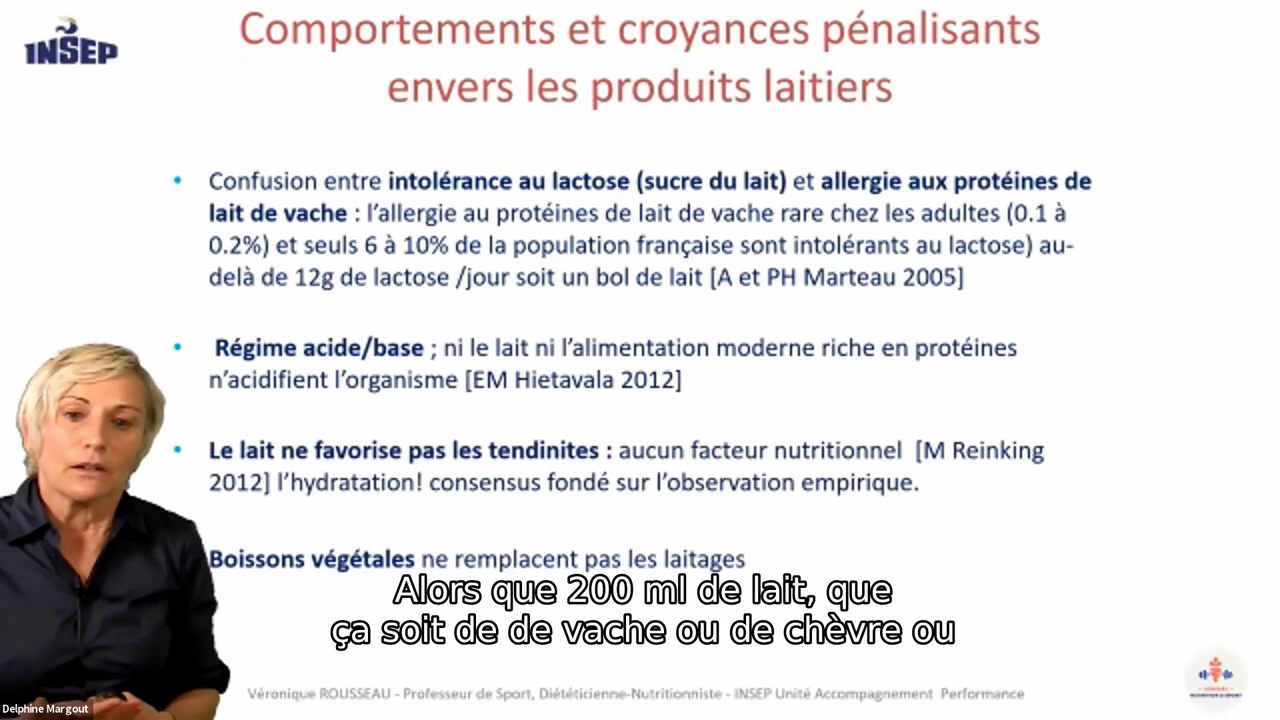 INSEP
Comportements et croyances pénalisants
envers les produits laitiers
• Confusion entre intolérance au lactose (sucre du lait) et allergie aux protéines de
lait de vache : l’allergie au protéines de lait de vache rare chez les adultes (0.1 à
0.2%) et seuls 6 à 10% de la population française sont intolérants au lactose) au-
delà de 12g de lactose /jour soit un bol de lait [A et PH Marteau 2005]
• Régime acide/base ; ni le lait ni l’alimentation moderne riche en protéines
n’acidifient l’organisme [EM Hietavala 2012]
• Le lait ne favorise pas les tendinites : aucun facteur nutritionnel [M Reinking
2012] l’hydratation! consensus fondé sur l’observation empirique.
Boissons végétales ne remplacent pas les laitages
Alors que 200 ml de lait, que
ça soit de de vache ou de chèvre ou
Véronique ROUSSEAU - Professeur de Sport, Diététicienne-Nutritionniste - INSEP Unité Accompagnement Performance
Delphine Margout